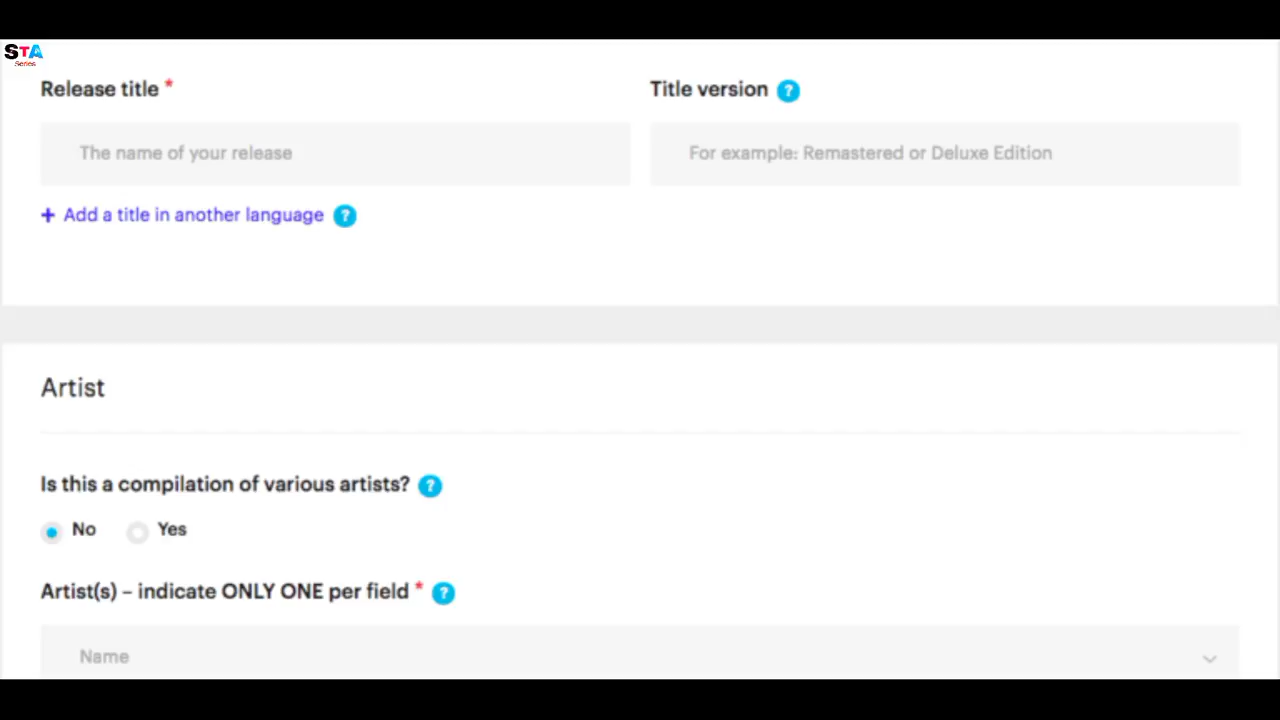 STA
Series
Release title *
Title version ?
The name of your release
For example: Remastered or Deluxe Edition
+ Add a title in another language ?
Artist
Is this a compilation of various artists? ?
No
Yes
Artist(s) – indicate ONLY ONE per field * ?
Name